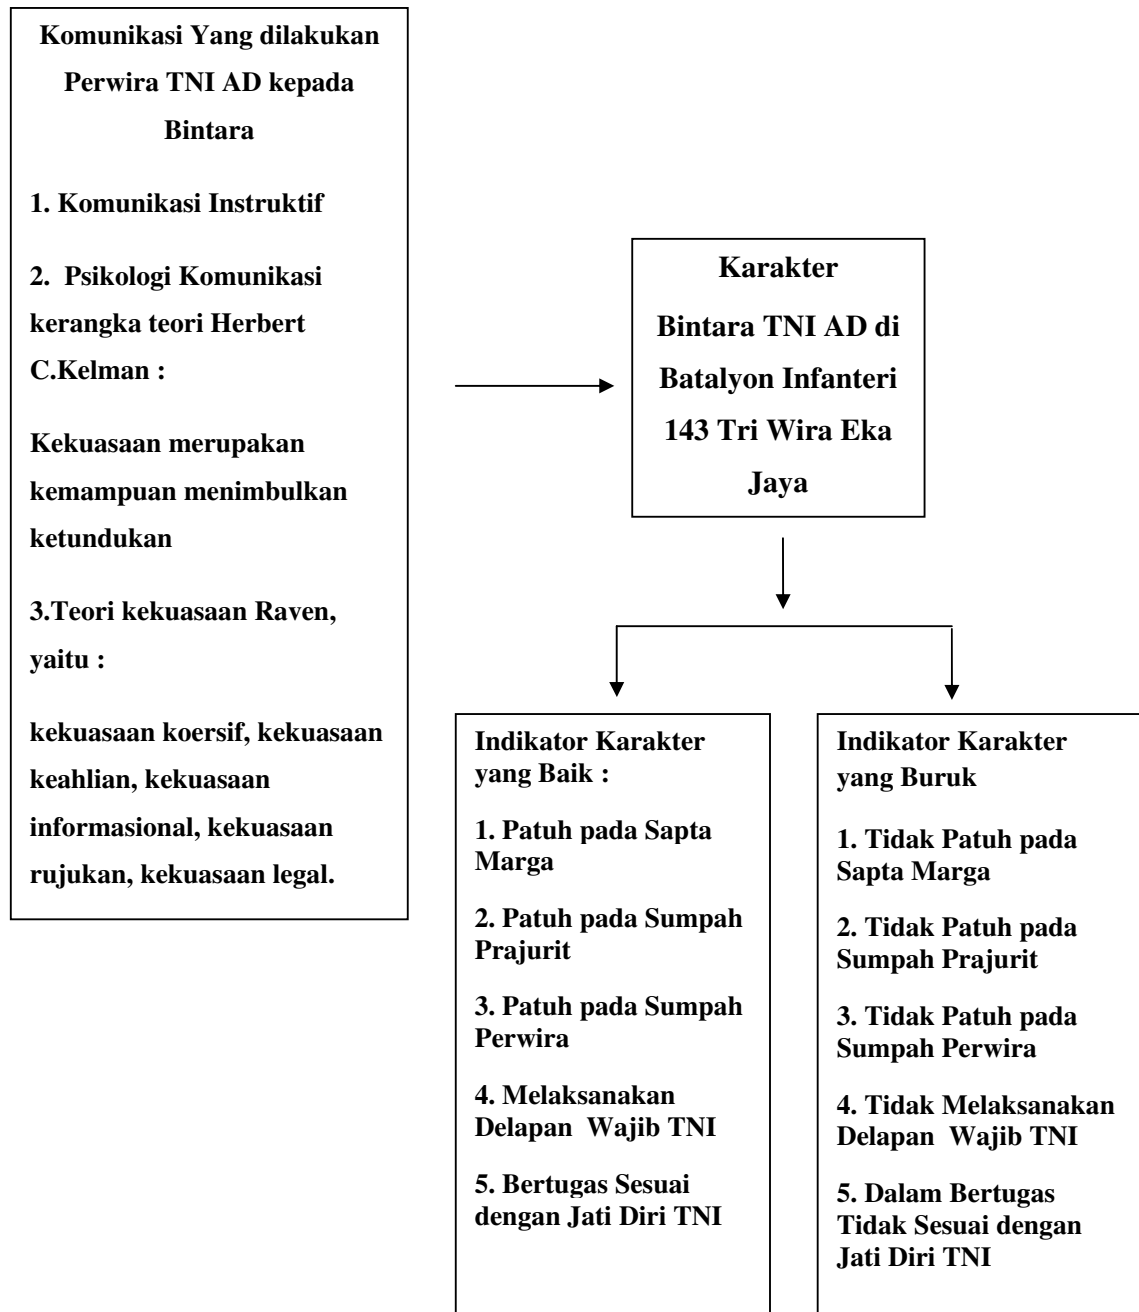 Komunikasi Yang dilakukan
Perwira TNI AD kepada
Bintara
1. Komunikasi Instruktif
2.  Psikologi Komunikasi
kerangka teori Herbert
C.Kelman :
Kekuasaan merupakan
kemampuan menimbulkan
ketundukan
3.Teori kekuasaan Raven,
yaitu :
kekuasaan koersif, kekuasaan
keahlian, kekuasaan
informasional, kekuasaan
rujukan, kekuasaan legal.
Karakter
Bintara TNI AD di
Batalyon Infanteri
143 Tri Wira Eka
Jaya
Indikator Karakter
yang Baik :
1. Patuh pada Sapta
Marga
2. Patuh pada Sumpah
Prajurit
3. Patuh pada Sumpah
Perwira
4. Melaksanakan
Delapan  Wajib TNI
5. Bertugas Sesuai
dengan Jati Diri TNI
Indikator Karakter
yang Buruk
1. Tidak Patuh pada
Sapta Marga
2. Tidak Patuh pada
Sumpah Prajurit
3. Tidak Patuh pada
Sumpah Perwira
4. Tidak Melaksanakan
Delapan  Wajib TNI
5. Dalam Bertugas
Tidak Sesuai dengan
Jati Diri TNI